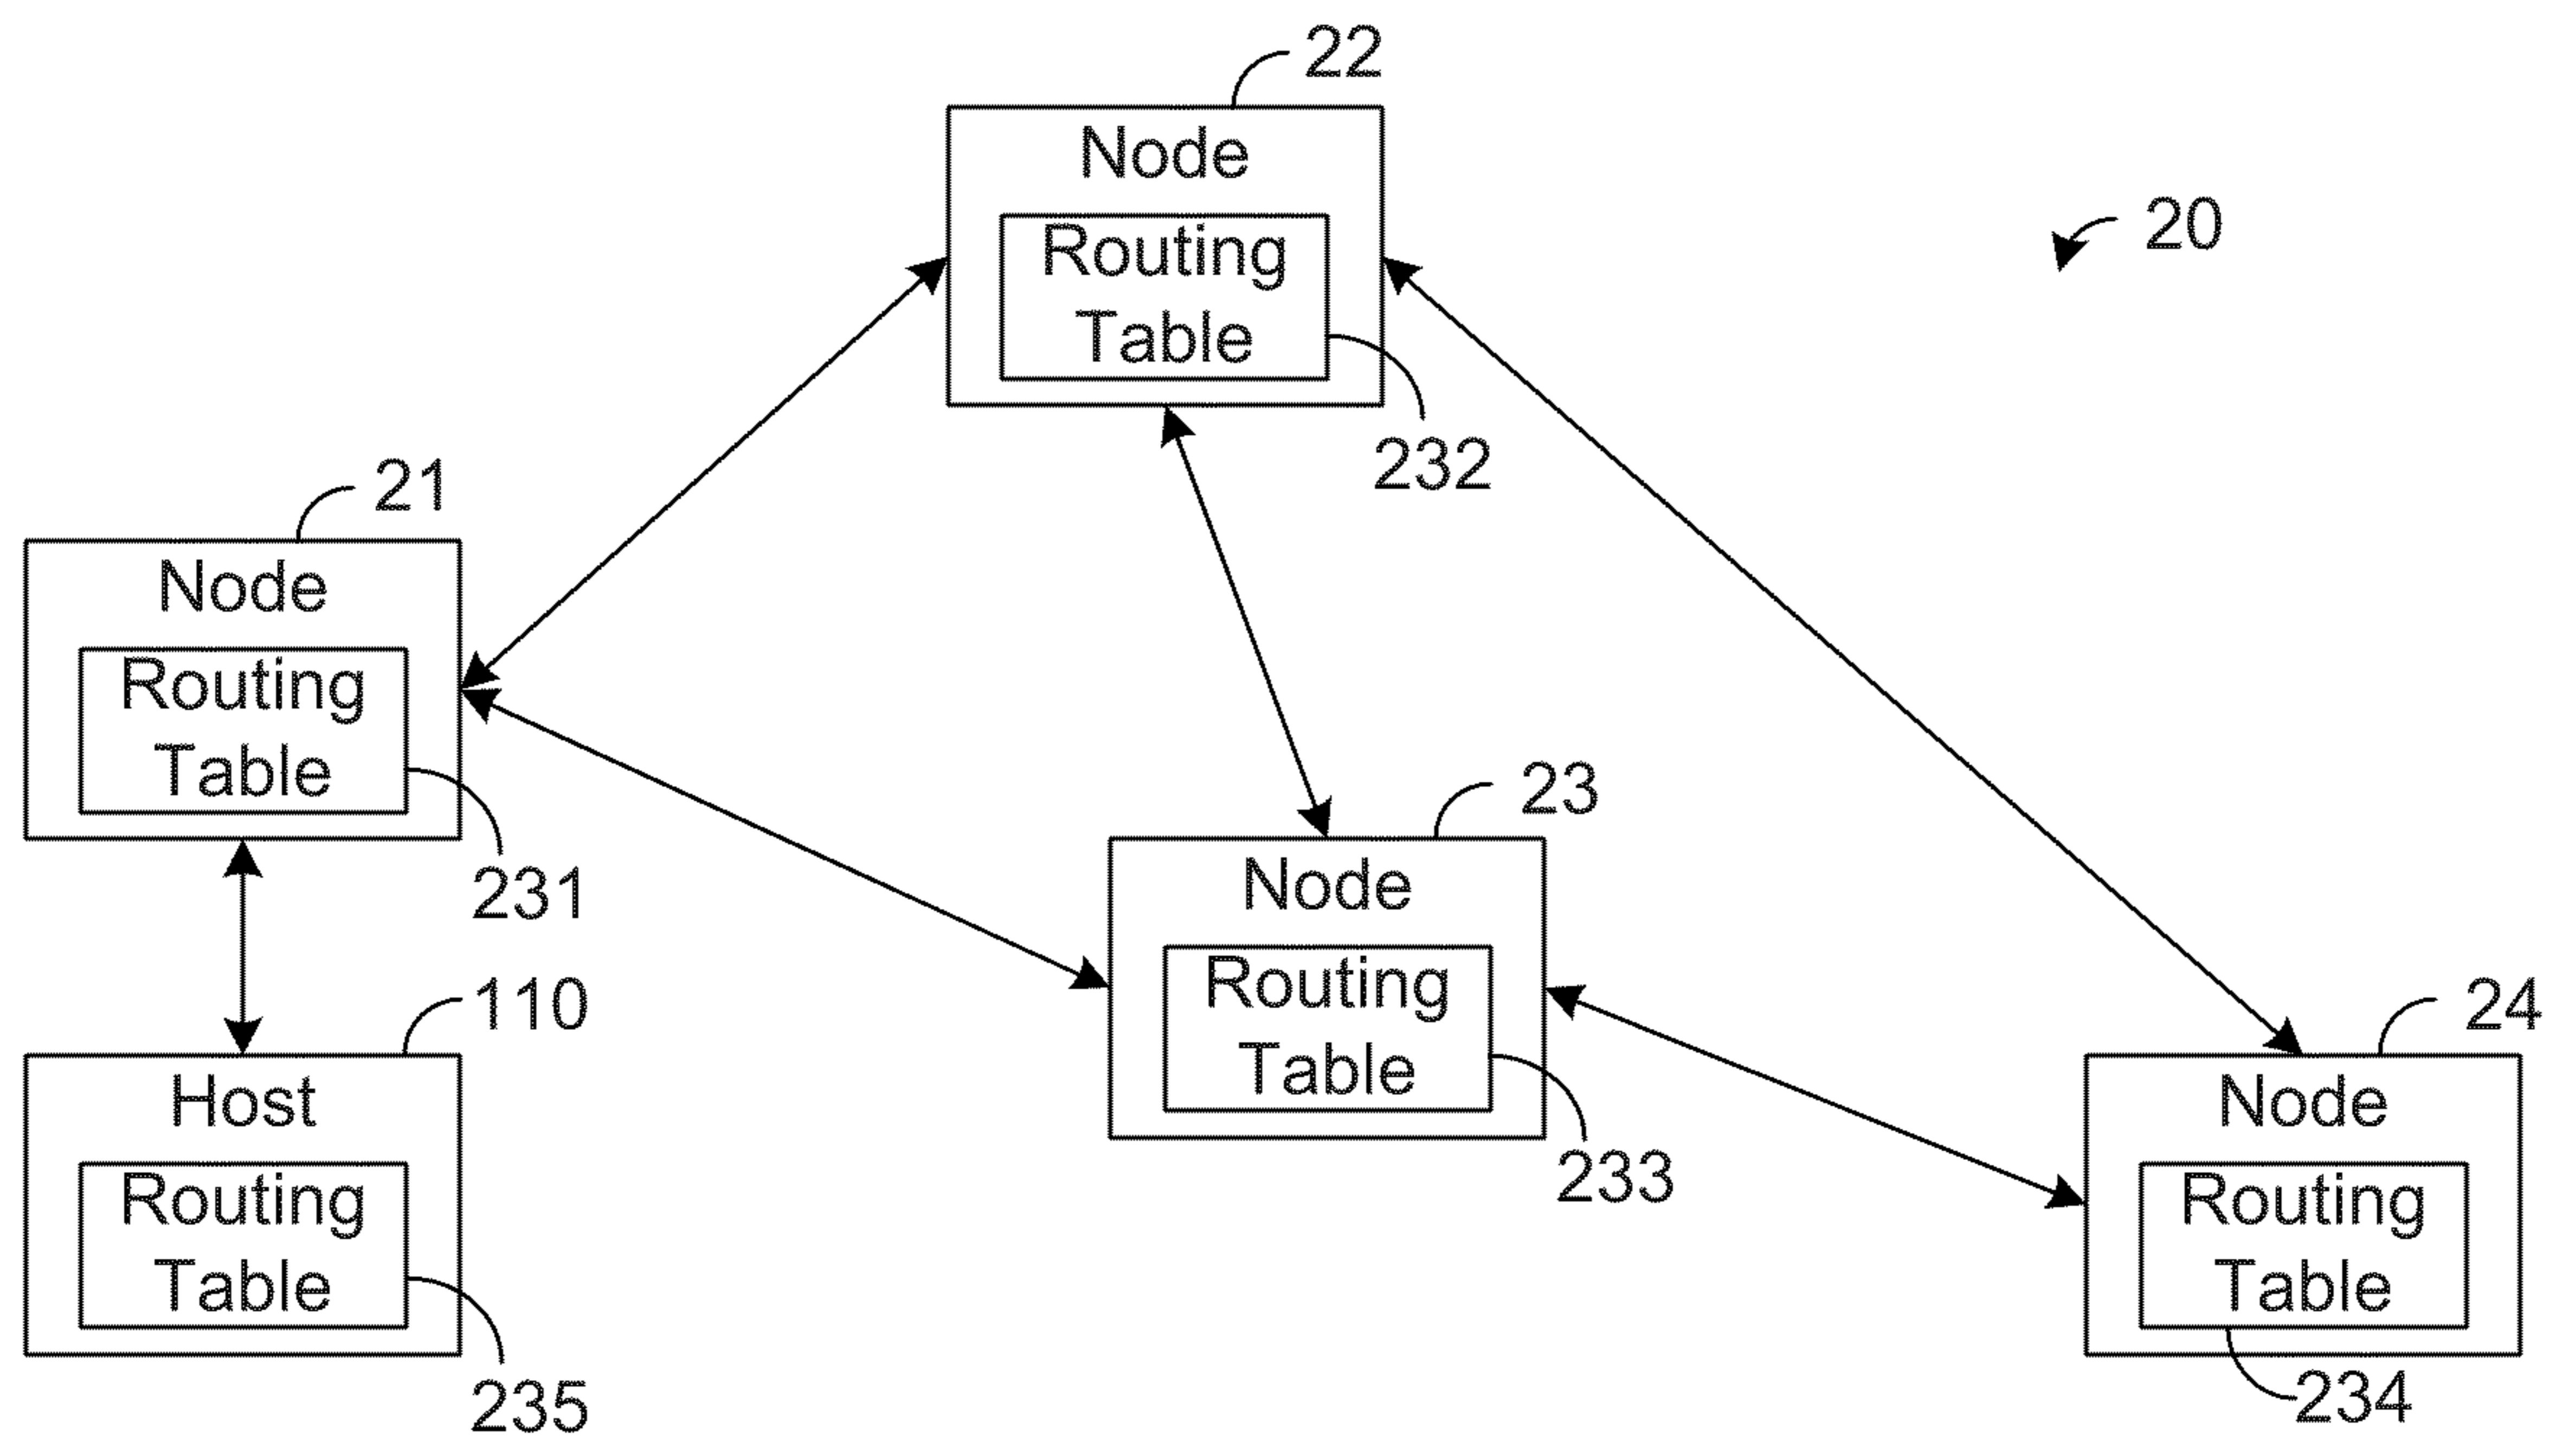 22
Node
Routing
Table
232
20
21
Node
Routing
Table
231
23
Node
Routing
Table
233
110
Host
Routing
Table
235
24
Node
Routing
Table
234